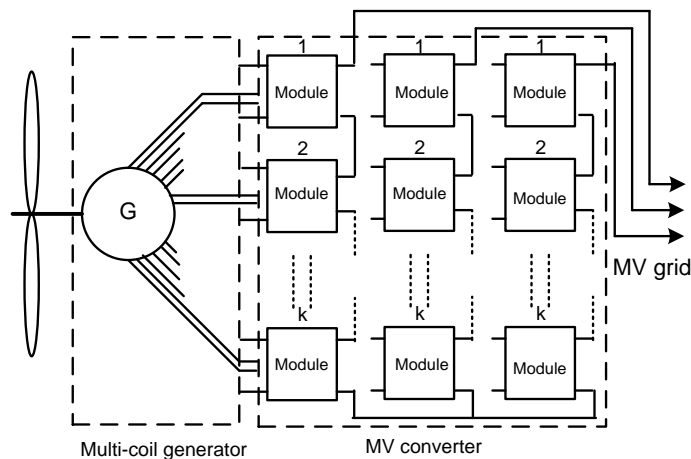 1 1 1
Module Module Module
2 2 2
Module Module Module
G
MV grid
k k k
Module Module Module
Multi-coil generator
MV converter